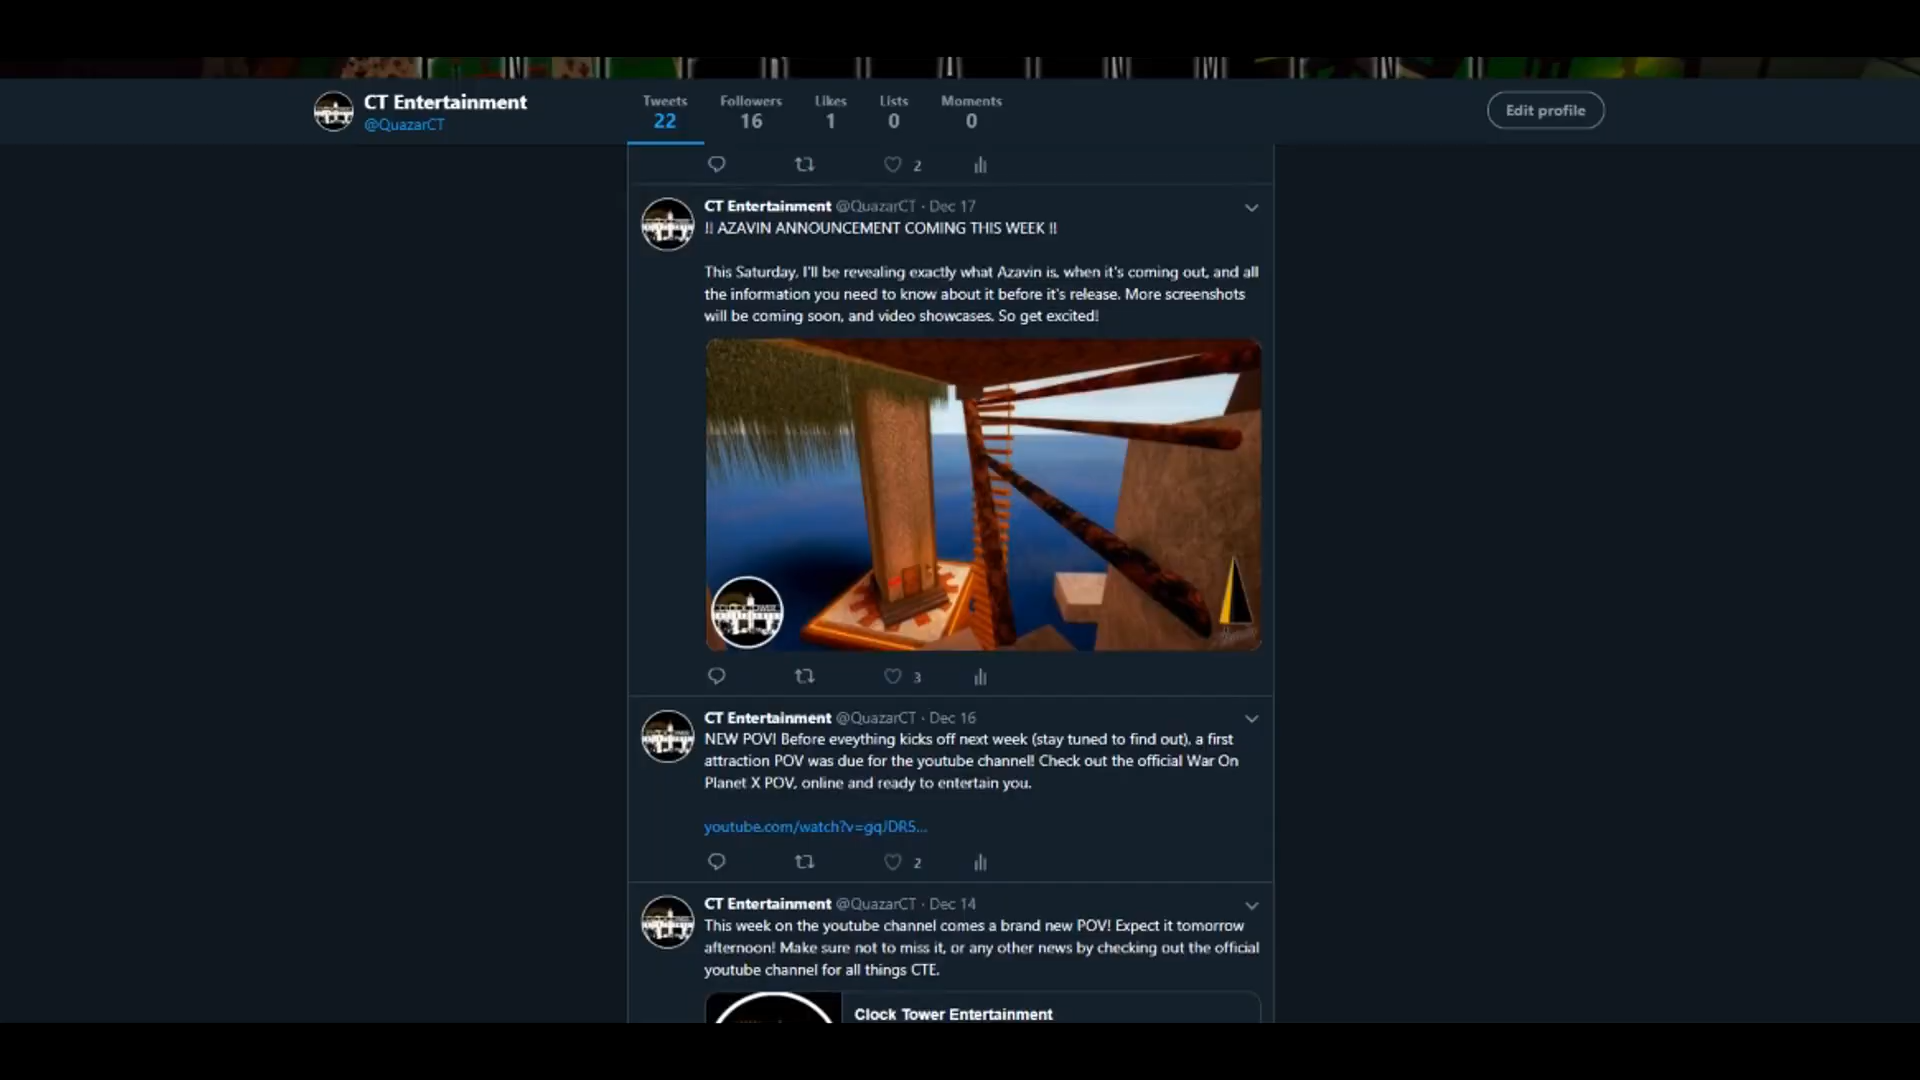 CT Entertainment
@QuazarCT
Tweets Followers Likes Lists Moments
22 16 1 0 0
Edit profile
2
CT Entertainment @QuazarCT · Dec 17
!! AZAVIN ANNOUNCEMENT COMING THIS WEEK !!
This Saturday, I'll be revealing exactly what Azavin is, when it's coming out, and all
the information you need to know about it before it's release. More screenshots
will be coming soon, and video showcases. So get excited!
CLOCK TOWER
3
CT Entertainment @QuazarCT · Dec 16
NEW POV! Before eveything kicks off next week (stay tuned to find out), a first
attraction POV was due for the youtube channel! Check out the official War On
Planet X POV, online and ready to entertain you.
youtube.com/watch?v=gqJDR5...
2
CT Entertainment @QuazarCT · Dec 14
This week on the youtube channel comes a brand new POV! Expect it tomorrow
afternoon! Make sure not to miss it, or any other news by checking out the official
youtube channel for all things CTE.
Clock Tower Entertainment